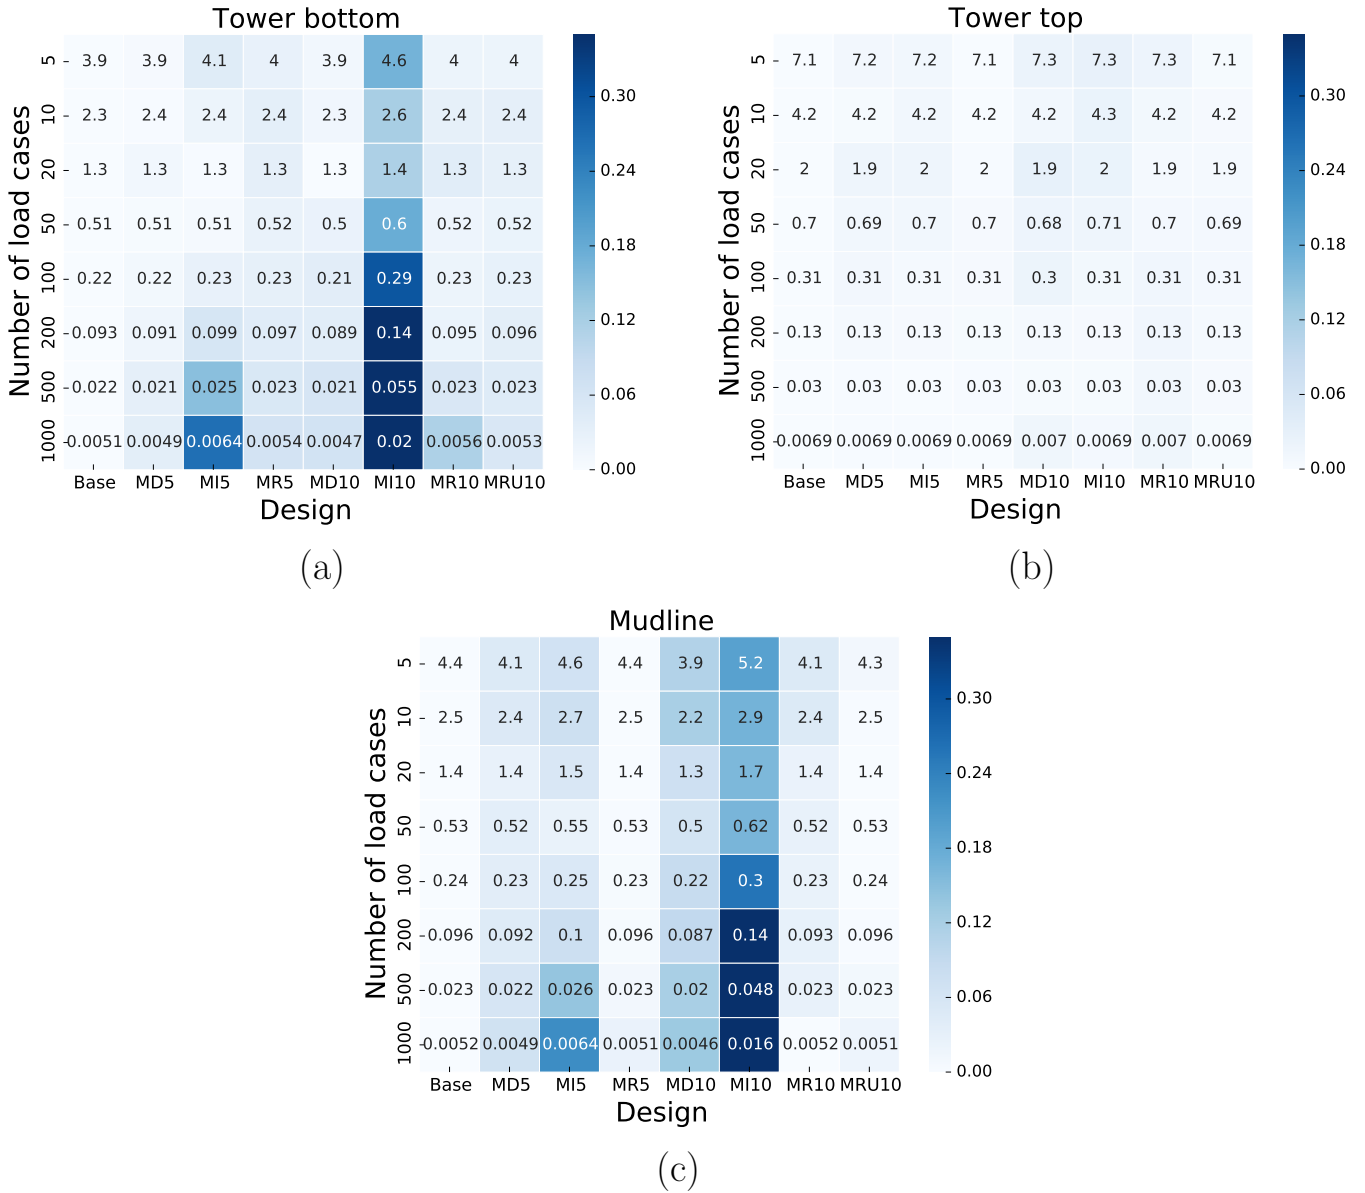 Tower bottom
Number of load cases
5 3.9 3.9 4.1 4 3.9 4.6 4 4
10 2.3 2.4 2.4 2.4 2.3 2.6 2.4 2.4
20 1.3 1.3 1.3 1.3 1.3 1.4 1.3 1.3
50 0.51 0.51 0.51 0.52 0.5 0.6 0.52 0.52
100 0.22 0.22 0.23 0.23 0.21 0.29 0.23 0.23
200 0.093 0.091 0.099 0.097 0.089 0.14 0.095 0.096
500 0.022 0.021 0.025 0.023 0.021 0.055 0.023 0.023
1000 0.0051 0.0049 0.0064 0.0054 0.0047 0.02 0.0056 0.0053
Base MD5 MI5 MR5 MD10 MI10 MR10 MRU10
Design
0.30
0.24
0.18
0.12
0.06
0.00
(a)
Tower top
Number of load cases
5 7.1 7.2 7.2 7.1 7.3 7.3 7.3 7.1
10 4.2 4.2 4.2 4.2 4.2 4.3 4.2 4.2
20 2 1.9 2 2 1.9 2 1.9 1.9
50 0.7 0.69 0.7 0.7 0.68 0.71 0.7 0.69
100 0.31 0.31 0.31 0.31 0.3 0.31 0.31 0.31
200 0.13 0.13 0.13 0.13 0.13 0.13 0.13 0.13
500 0.03 0.03 0.03 0.03 0.03 0.03 0.03 0.03
1000 0.0069 0.0069 0.0069 0.0069 0.007 0.0069 0.007 0.0069
Base MD5 MI5 MR5 MD10 MI10 MR10 MRU10
Design
0.30
0.24
0.18
0.12
0.06
0.00
(b)
Mudline
Number of load cases
5 4.4 4.1 4.6 4.4 3.9 5.2 4.1 4.3
10 2.5 2.4 2.7 2.5 2.2 2.9 2.4 2.5
20 1.4 1.4 1.5 1.4 1.3 1.7 1.4 1.4
50 0.53 0.52 0.55 0.53 0.5 0.62 0.52 0.53
100 0.24 0.23 0.25 0.23 0.22 0.3 0.23 0.24
200 0.096 0.092 0.1 0.096 0.087 0.14 0.093 0.096
500 0.023 0.022 0.026 0.023 0.02 0.048 0.023 0.023
1000 0.0052 0.0049 0.0064 0.0051 0.0046 0.016 0.0052 0.0051
Base MD5 MI5 MR5 MD10 MI10 MR10 MRU10
Design
0.30
0.24
0.18
0.12
0.06
0.00
(c)